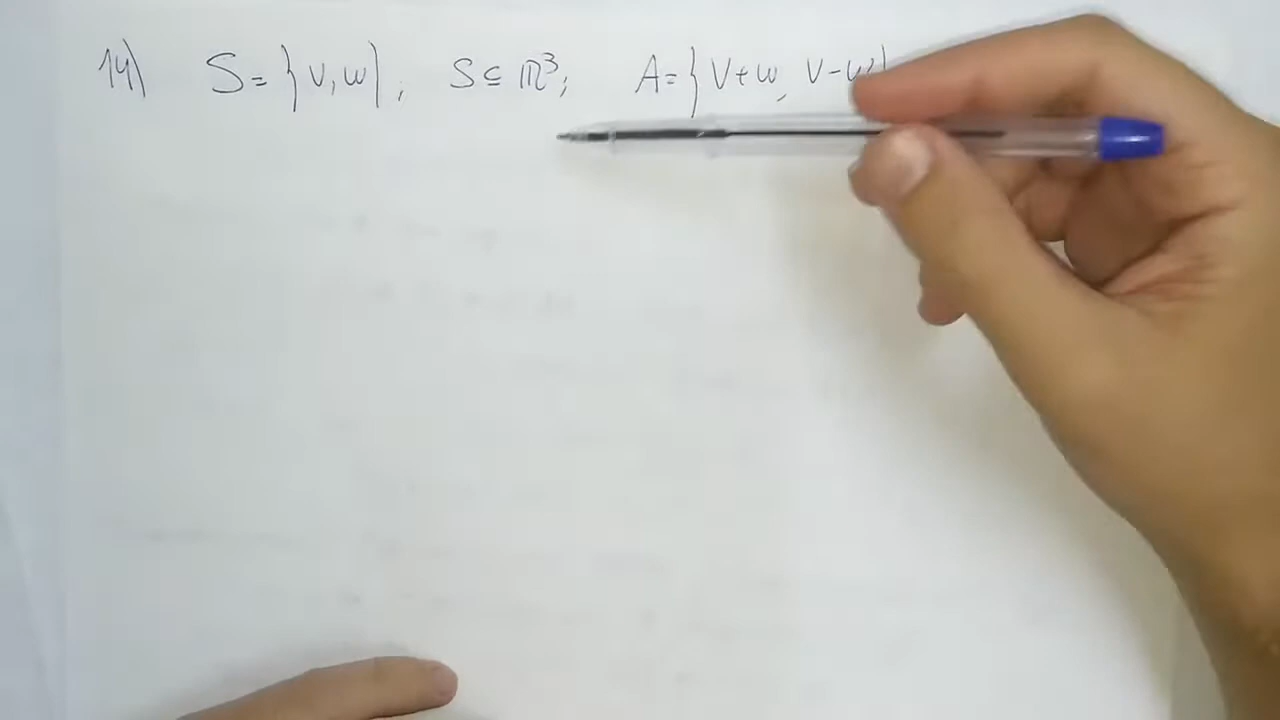 14) S = {v, w}, S ⊆ ℝ³; A = {v+w, v-w}